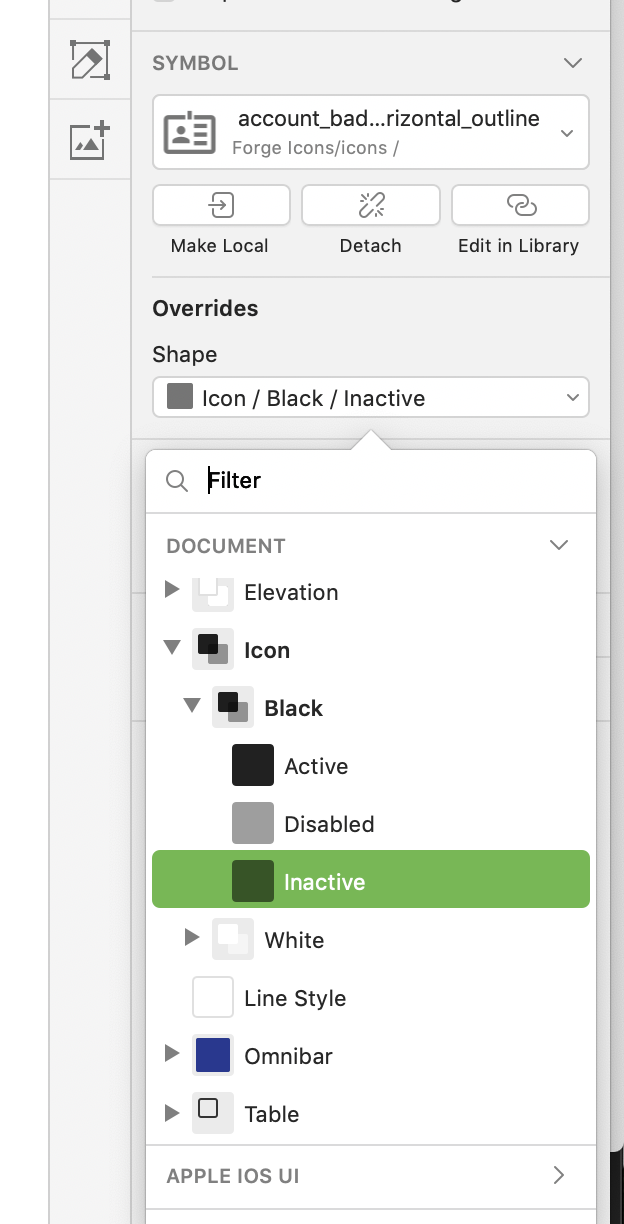 SYMBOL
account_bad...rizontal_outline
Forge Icons/icons /
Make Local
Detach
Edit in Library
Overrides
Shape
Icon / Black / Inactive
Filter
DOCUMENT
Elevation
Icon
Black
Active
Disabled
Inactive
White
Line Style
Omnibar
Table
APPLE IOS UI